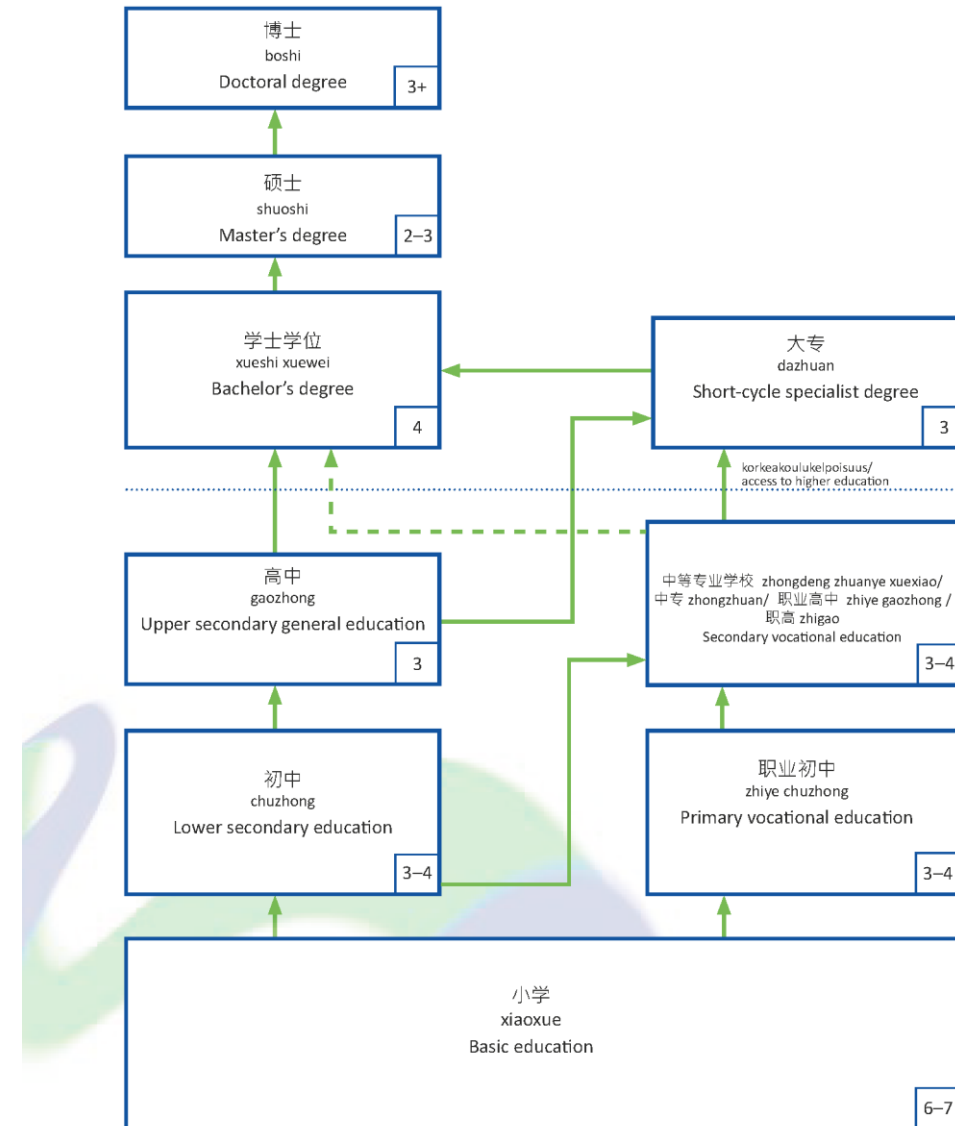 博士
boshi
Doctoral degree
3+
硕士
shuoshi
Master's degree
2–3
学士学位
xueshi xuewei
Bachelor's degree
4
大专
dazhuan
Short-cycle specialist degree
3
korkeakoulukelpoisuus/
access to higher education
高中
gaozhong
Upper secondary general education
3
中等专业学校 zhongdeng zhuanye xuexiao/
中专 zhongzhuan/ 职业高中 zhiye gaozhong /
职高 zhigao
Secondary vocational education
3–4
初中
chuzhong
Lower secondary education
3–4
职业初中
zhiye chuzhong
Primary vocational education
3–4
小学
xiaoxue
Basic education
6–7